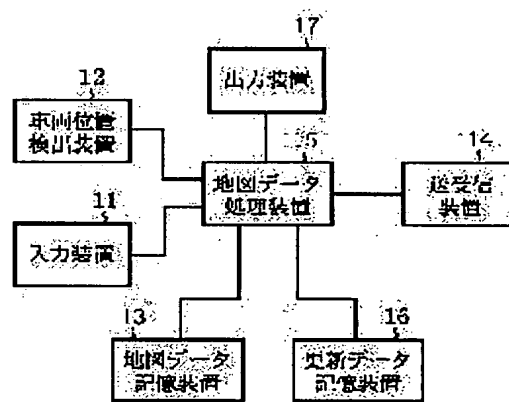 17
出力装置
12
車両位置
検出装置
15
地図データ
処理装置
14
送受信
装置
11
入力装置
13
地図データ
記憶装置
16
更新データ
記憶装置